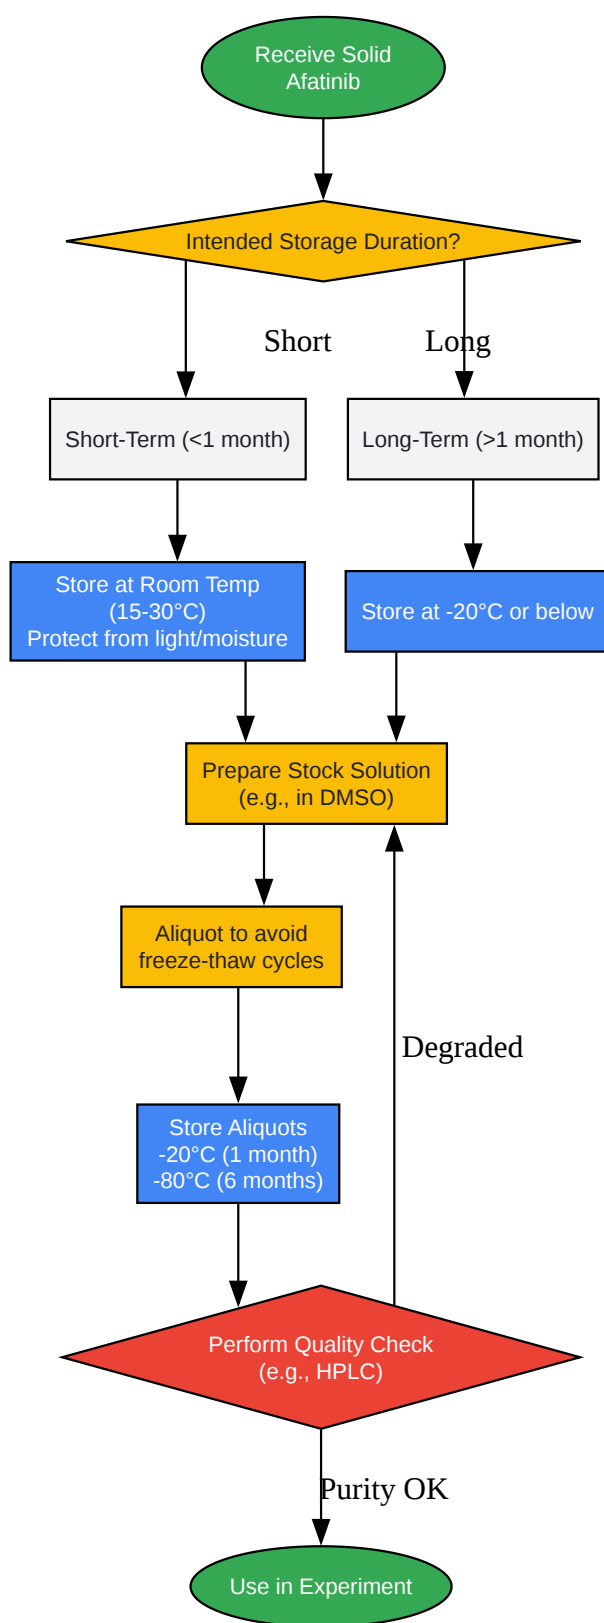 Receive Solid
Afatinib
Intended Storage Duration?
Short
Long
Short-Term (<1 month)
Long-Term (>1 month)
Store at Room Temp
(15-30°C)
Protect from light/moisture
Store at -20°C or below
Prepare Stock Solution
(e.g., in DMSO)
Aliquot to avoid
freeze-thaw cycles
Degraded
Store Aliquots
-20°C (1 month)
-80°C (6 months)
Perform Quality Check
(e.g., HPLC)
Purity OK
Use in Experiment